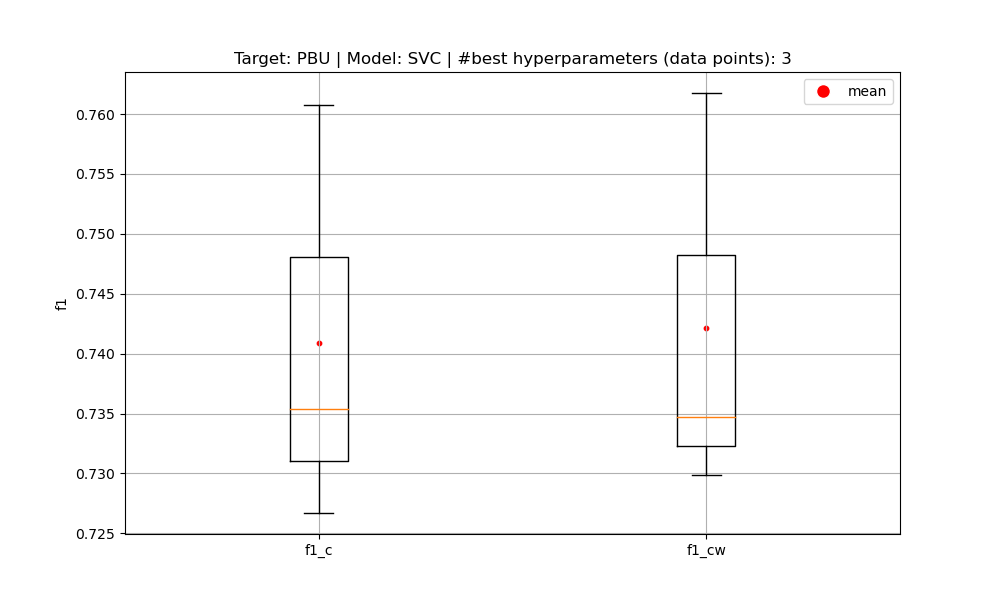 Target: PBU | Model: SVC | #best hyperparameters (data points): 3
mean
0.760
0.755
0.750
0.745
0.740
0.735
0.730
0.725
f1
f1_c
f1_cw